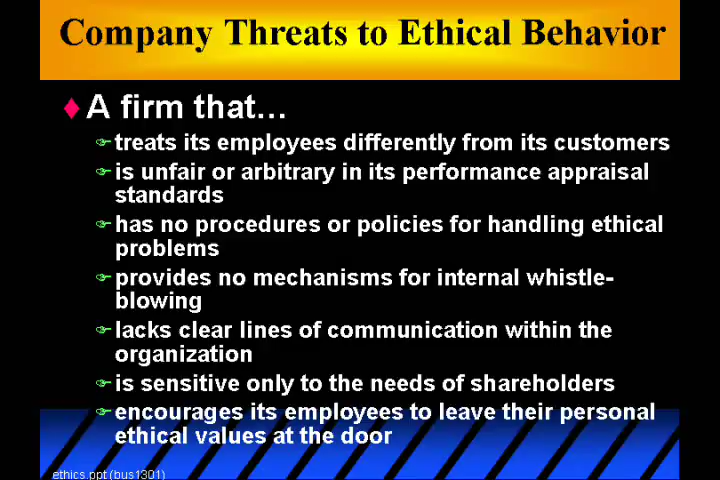 Company Threats to Ethical Behavior
A firm that...
treats its employees differently from its customers
is unfair or arbitrary in its performance appraisal
standards
has no procedures or policies for handling ethical
problems
provides no mechanisms for internal whistle-
blowing
lacks clear lines of communication within the
organization
is sensitive only to the needs of shareholders
encourages its employees to leave their personal
ethical values at the door
ethics.ppt (bus1301)